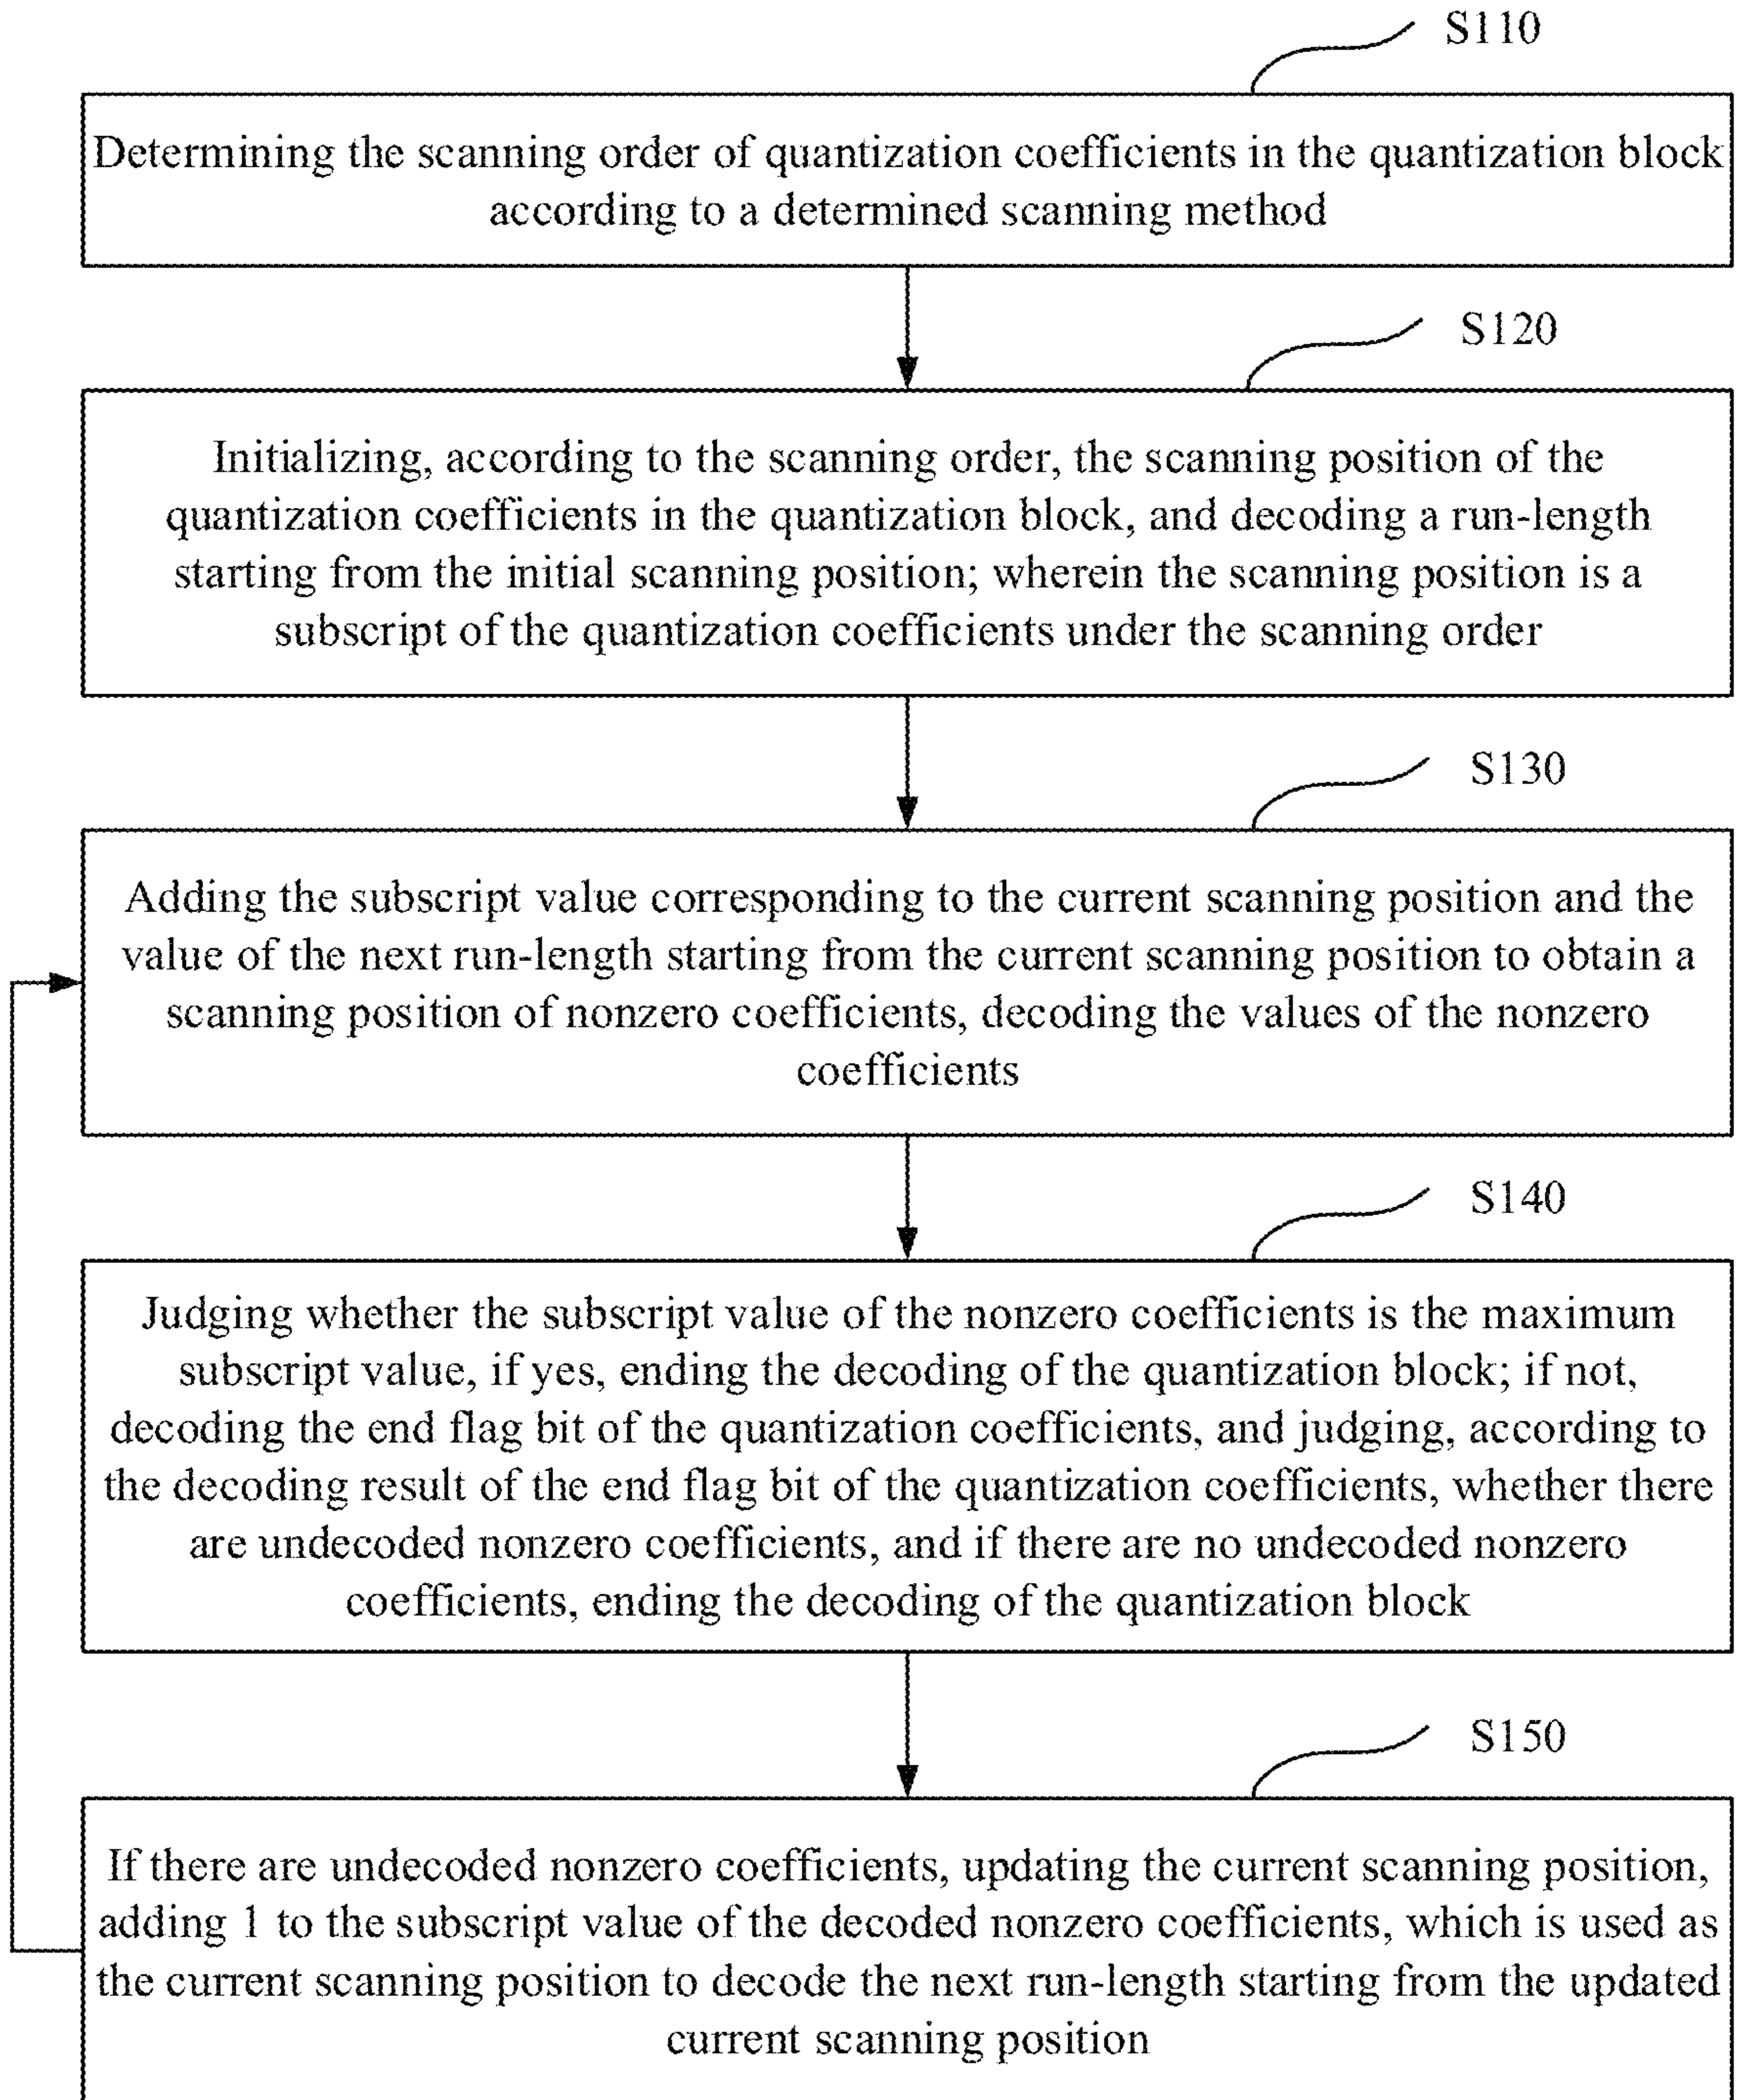 S110
Determining the scanning order of quantization coefficients in the quantization block
according to a determined scanning method
S120
Initializing, according to the scanning order, the scanning position of the
quantization coefficients in the quantization block, and decoding a run-length
starting from the initial scanning position; wherein the scanning position is a
subscript of the quantization coefficients under the scanning order
S130
Adding the subscript value corresponding to the current scanning position and the
value of the next run-length starting from the current scanning position to obtain a
scanning position of nonzero coefficients, decoding the values of the nonzero
coefficients
S140
Judging whether the subscript value of the nonzero coefficients is the maximum
subscript value, if yes, ending the decoding of the quantization block; if not,
decoding the end flag bit of the quantization coefficients, and judging, according to
the decoding result of the end flag bit of the quantization coefficients, whether there
are undecoded nonzero coefficients, and if there are no undecoded nonzero
coefficients, ending the decoding of the quantization block
S150
If there are undecoded nonzero coefficients, updating the current scanning position,
adding 1 to the subscript value of the decoded nonzero coefficients, which is used as
the current scanning position to decode the next run-length starting from the updated
current scanning position